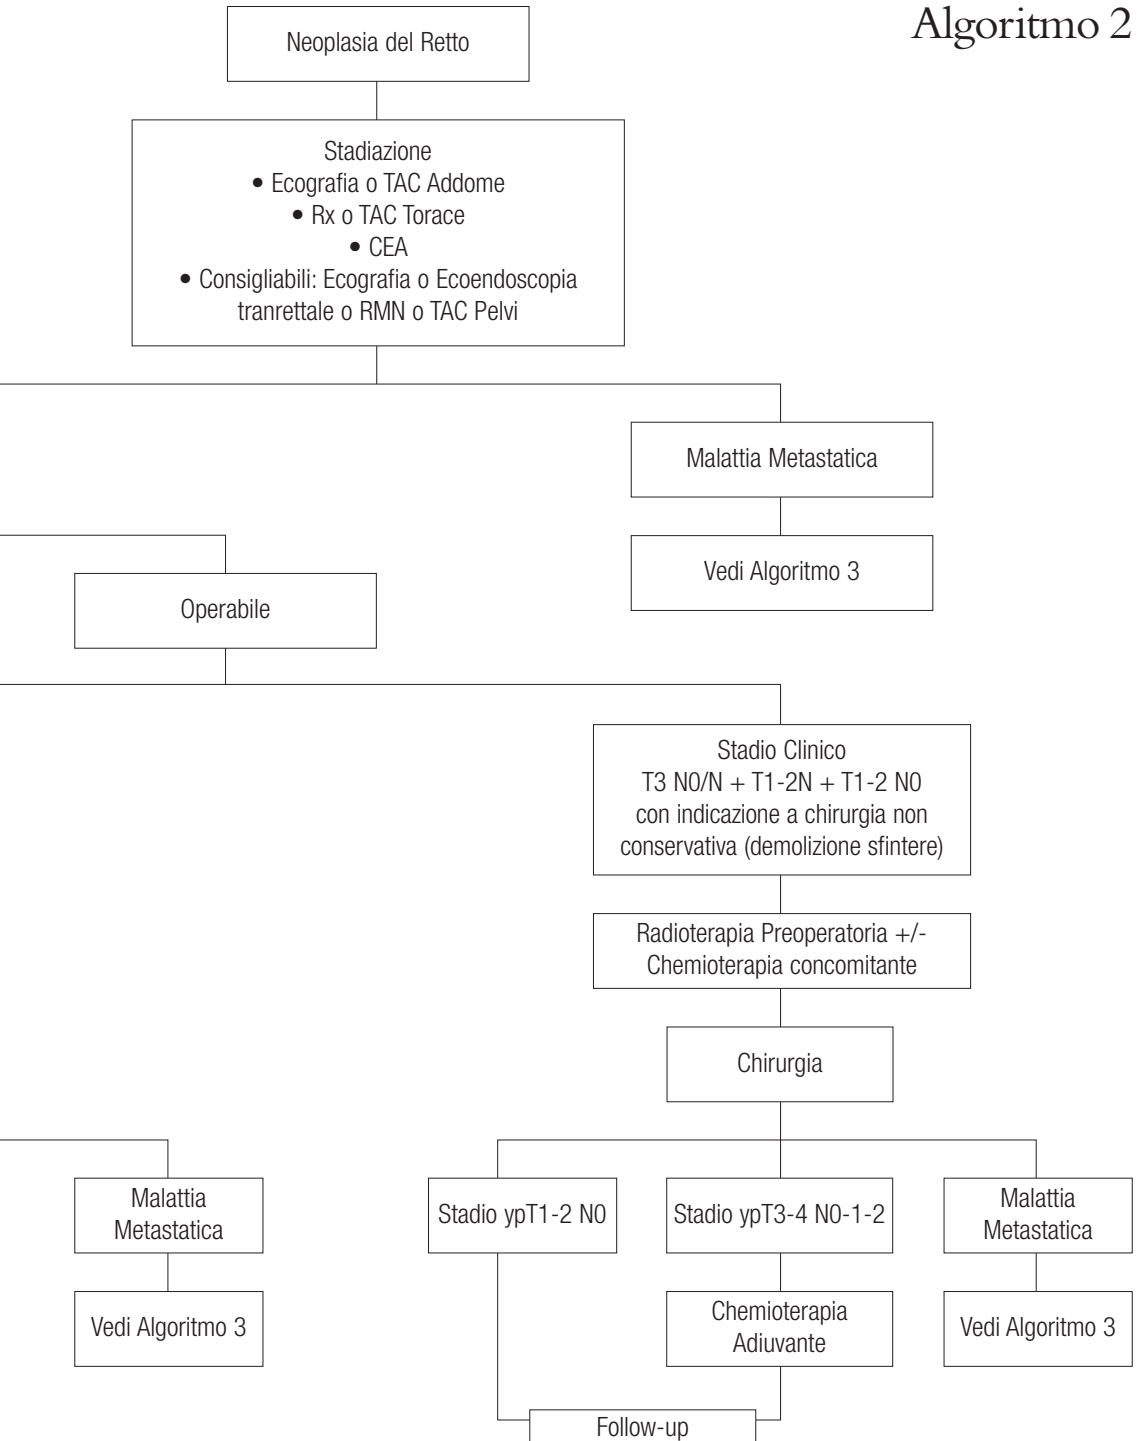 Algoritmo 2
Neoplasia del Retto
Stadiazione
• Ecografia o TAC Addome
• Rx o TAC Torace
• CEA
• Consigliabili: Ecografia o Ecoendoscopia
tranrettale o RMN o TAC Pelvi
Malattia Metastatica
Vedi Algoritmo 3
Operabile
Stadio Clinico
T3 N0/N + T1-2N + T1-2 N0
con indicazione a chirurgia non
conservativa (demolizione sfintere)
Radioterapia Preoperatoria +/-
Chemioterapia concomitante
Chirurgia
Malattia
Metastatica
Vedi Algoritmo 3
Stadio ypT1-2 N0
Stadio ypT3-4 N0-1-2
Chemioterapia
Adiuvante
Malattia
Metastatica
Vedi Algoritmo 3
Follow-up